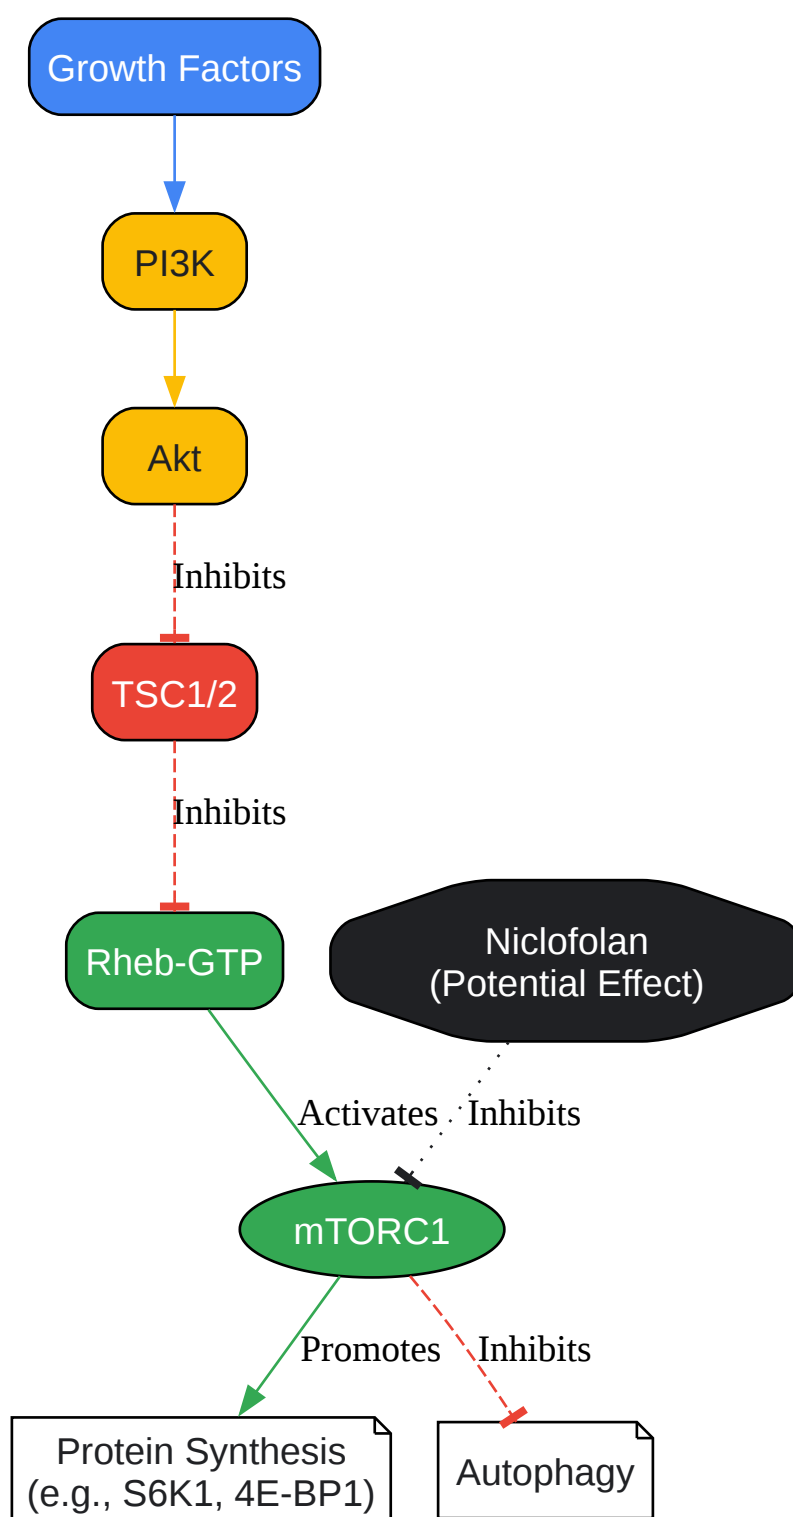 Growth Factors
PI3K
Akt
Inhibits
TSC1/2
Inhibits
Rheb-GTP
Niclofolan
(Potential Effect)
Activates
Inhibits
mTORC1
Promotes
Inhibits
Protein Synthesis
(e.g., S6K1, 4E-BP1)
Autophagy